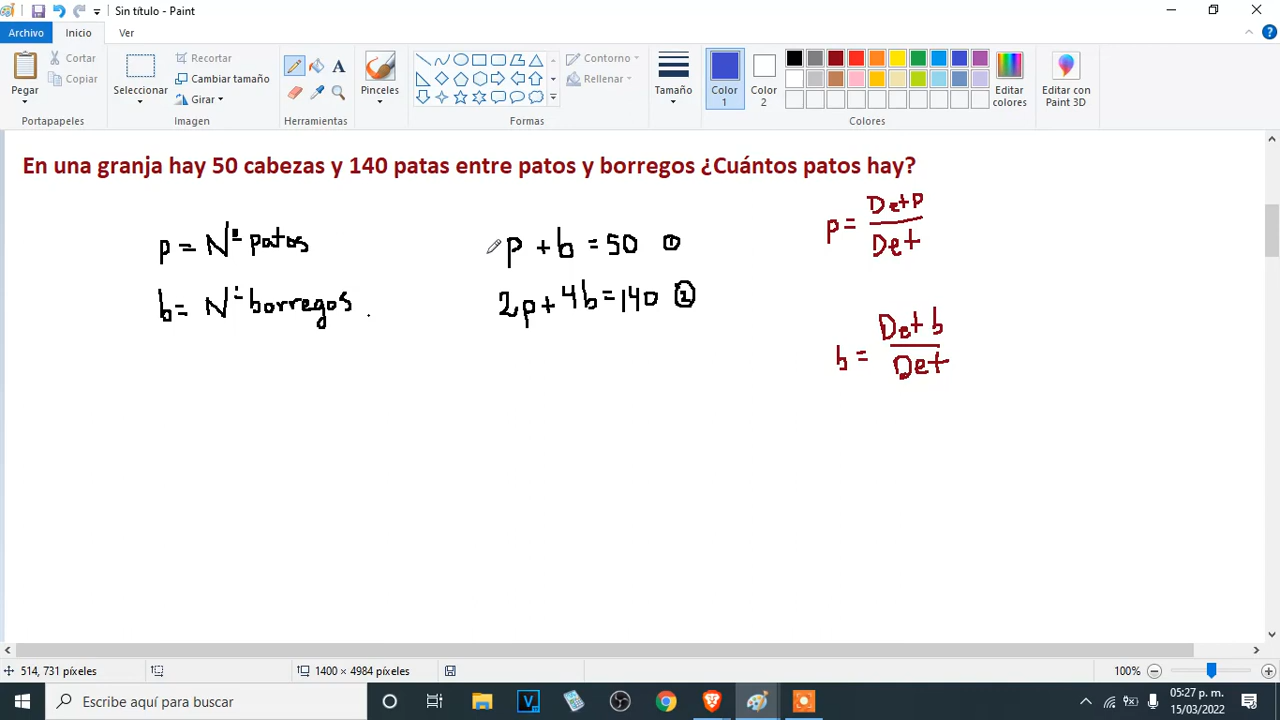 Sin título - Paint
Archivo
Inicio
Ver
Pegar
Cortar
Copiar
Portapapeles
Seleccionar
Recortar
Cambiar tamaño
Girar
Imagen
A
Herramientas
Pinceles
Contorno
Rellenar
Formas
Tamaño
Color 1
Color 2
Colores
Editar colores
Editar con Paint 3D
En una granja hay 50 cabezas y 140 patas entre patos y borregos ¿Cuántos patos hay?
p = Nº patos
b = Nº borregos
p + b = 50 ①
2p + 4b = 140 ②
p = Det p / Det
b = Det b / Det
514, 731 píxeles
1400 × 4984 píxeles
100%
Escribe aquí para buscar
05:27 p. m.
15/03/2022